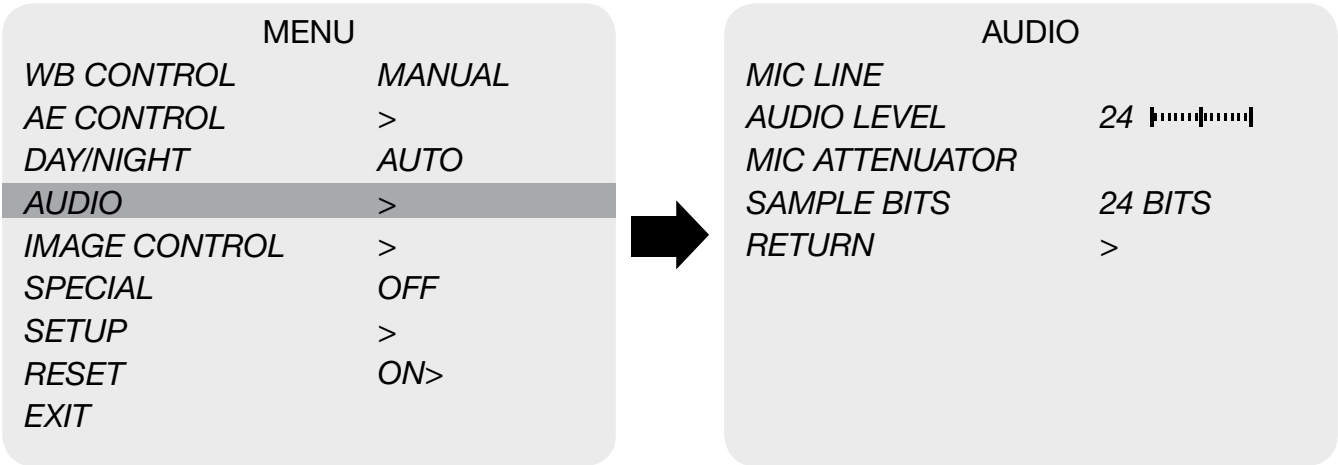 MENU
WB CONTROL MANUAL
AE CONTROL >
DAY/NIGHT AUTO
AUDIO >
IMAGE CONTROL >
SPECIAL OFF
SETUP >
RESET ON>
EXIT
AUDIO
MIC LINE
AUDIO LEVEL 24
MIC ATTENUATOR
SAMPLE BITS 24 BITS
RETURN >